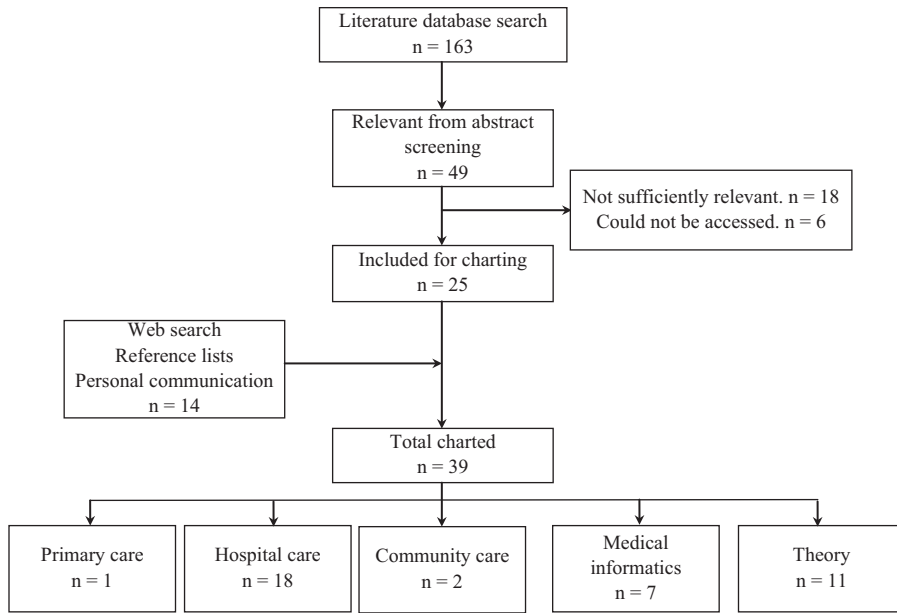 Literature database search
n = 163
Relevant from abstract
screening
n = 49
Not sufficiently relevant. n = 18
Could not be accessed. n = 6
Included for charting
n = 25
Web search
Reference lists
Personal communication
n = 14
Total charted
n = 39
Primary care
n = 1
Hospital care
n = 18
Community care
n = 2
Medical
informatics
n = 7
Theory
n = 11